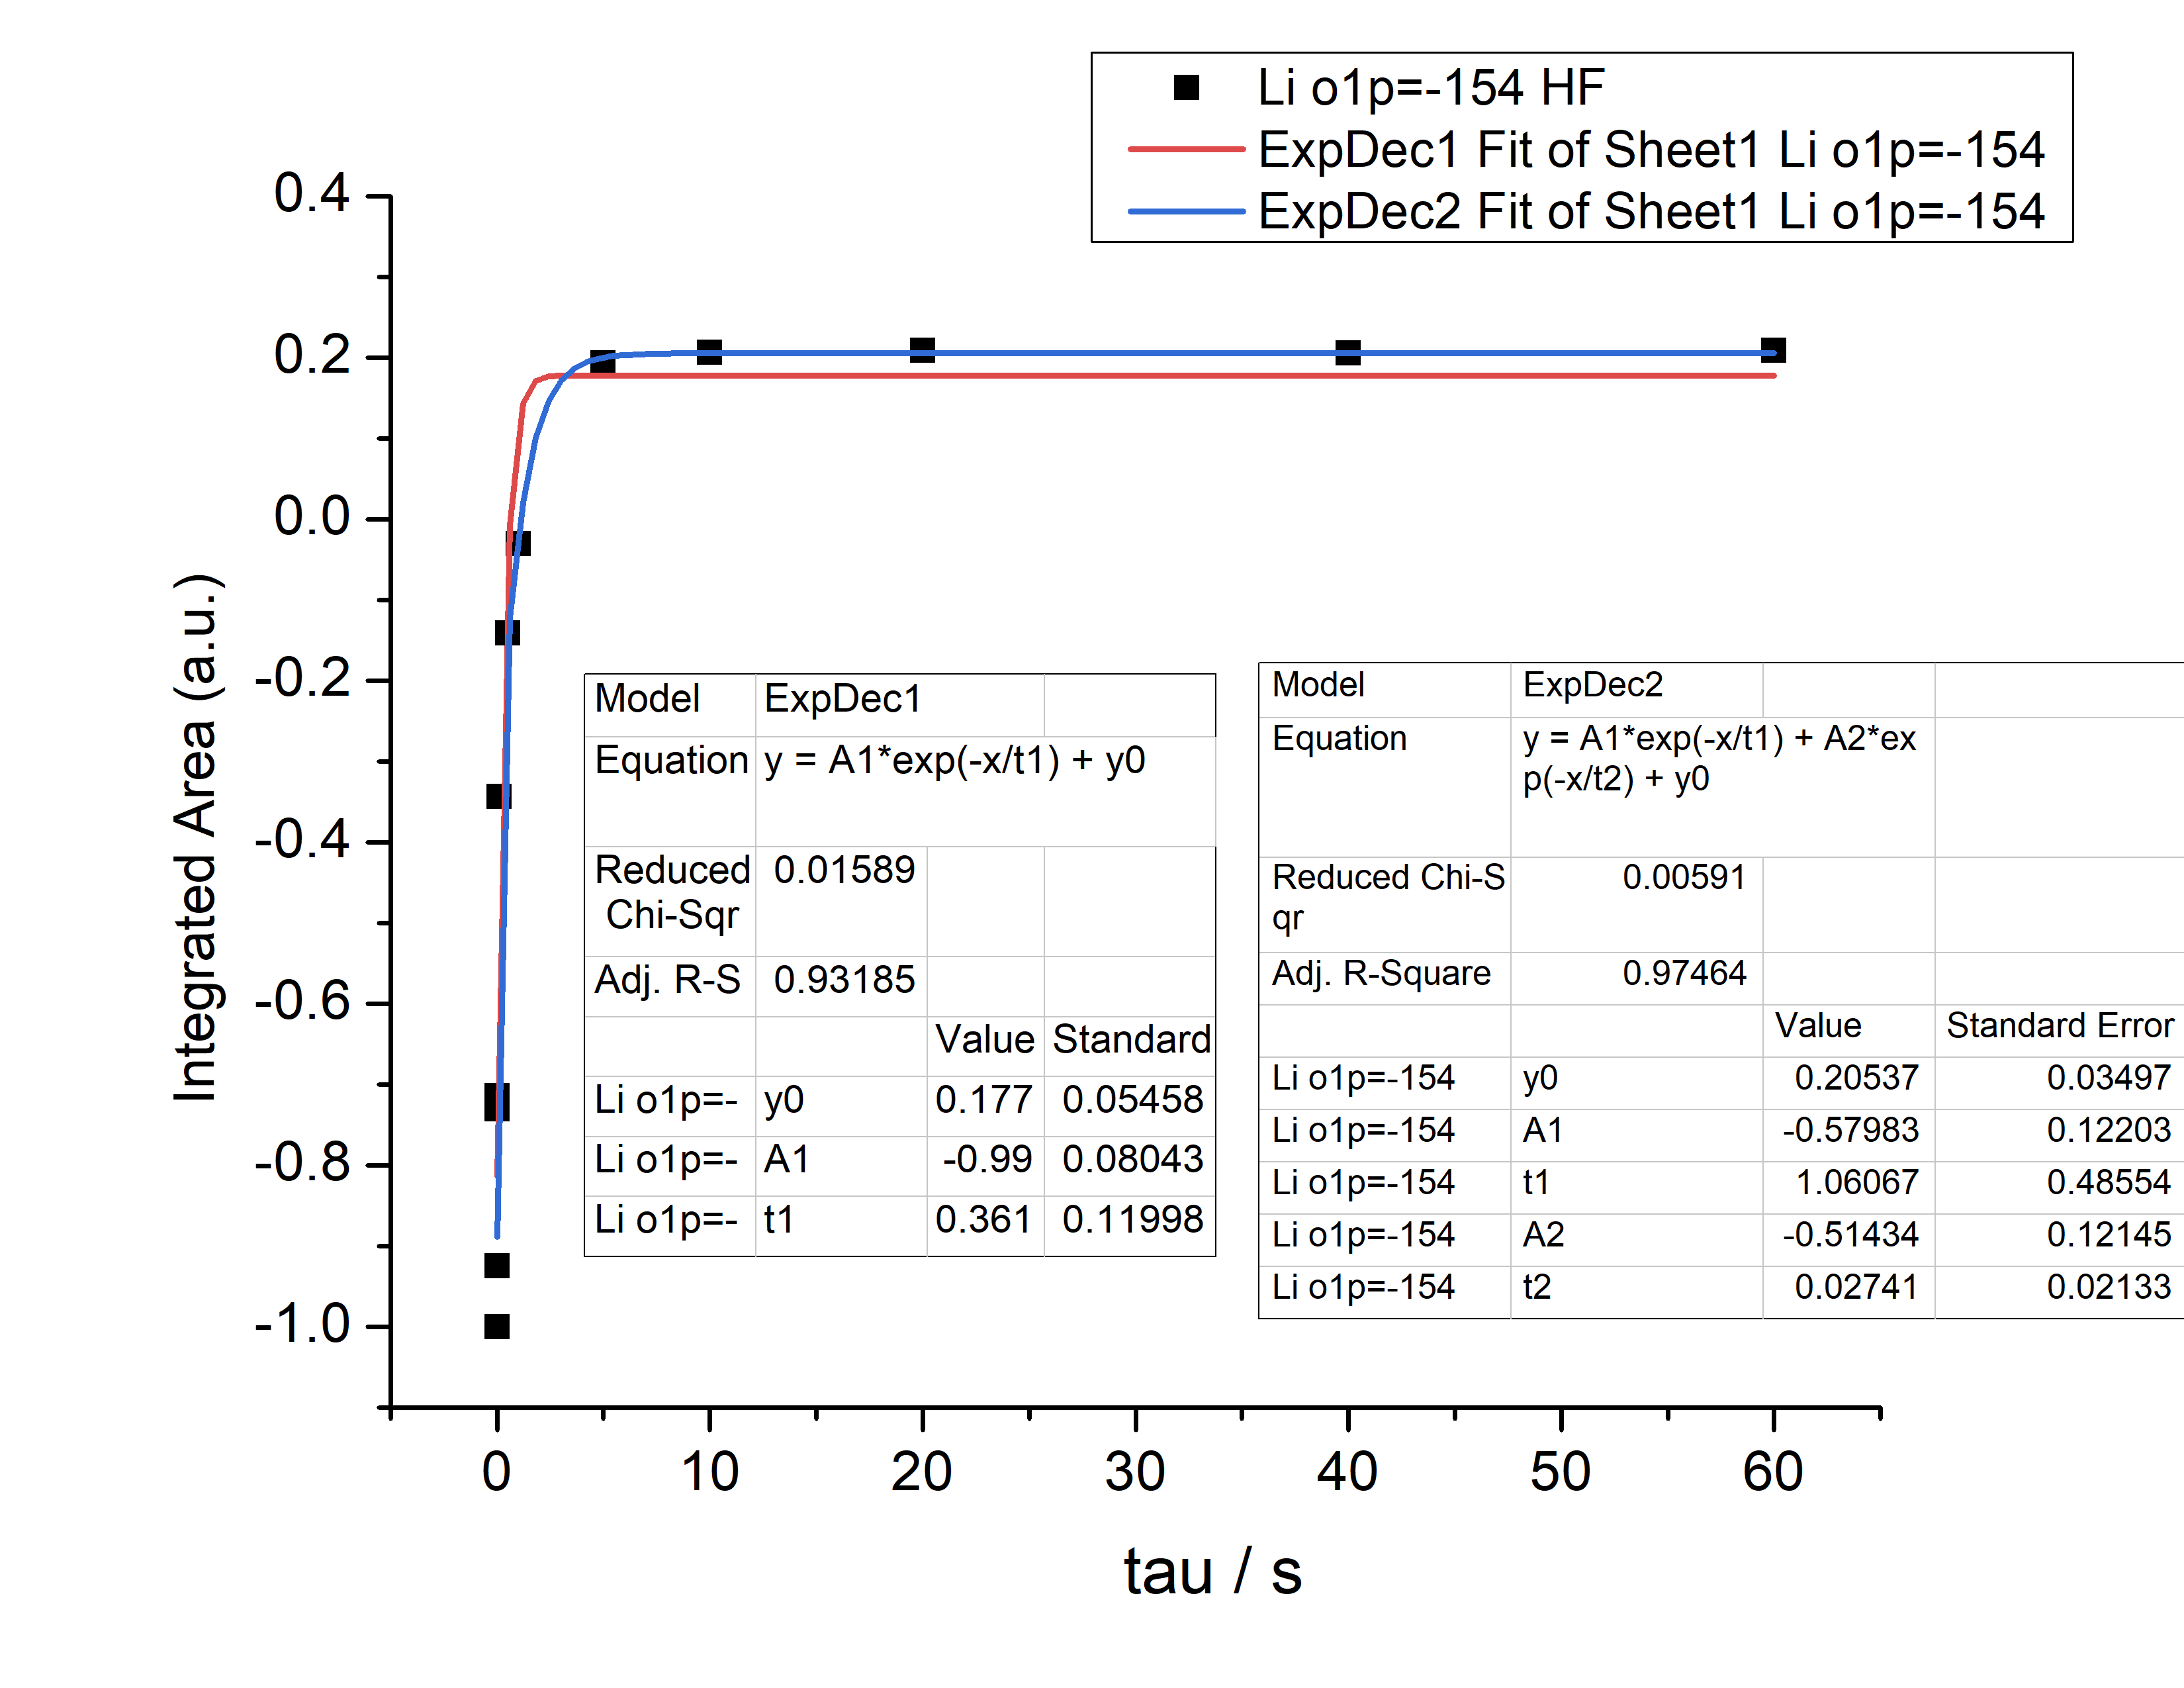 Li o1p=-154 HF
ExpDec1 Fit of Sheet1 Li o1p=-154
ExpDec2 Fit of Sheet1 Li o1p=-154
0.4
0.2
0.0
-0.2
-0.4
-0.6
-0.8
-1.0
Integrated Area (a.u.)
Model ExpDec1
Equation y = A1*exp(-x/t1) + y0
Reduced 0.01589
Chi-Sqr
Adj. R-S 0.93185
Value Standard
Li o1p=- y0 0.177 0.05458
Li o1p=- A1 -0.99 0.08043
Li o1p=- t1 0.361 0.11998
Model ExpDec2
Equation y = A1*exp(-x/t1) + A2*ex
p(-x/t2) + y0
Reduced Chi-S 0.00591
qr
Adj. R-Square 0.97464
Value Standard Error
Li o1p=-154 y0 0.20537 0.03497
Li o1p=-154 A1 -0.57983 0.12203
Li o1p=-154 t1 1.06067 0.48554
Li o1p=-154 A2 -0.51434 0.12145
Li o1p=-154 t2 0.02741 0.02133
0 10 20 30 40 50 60
tau / s